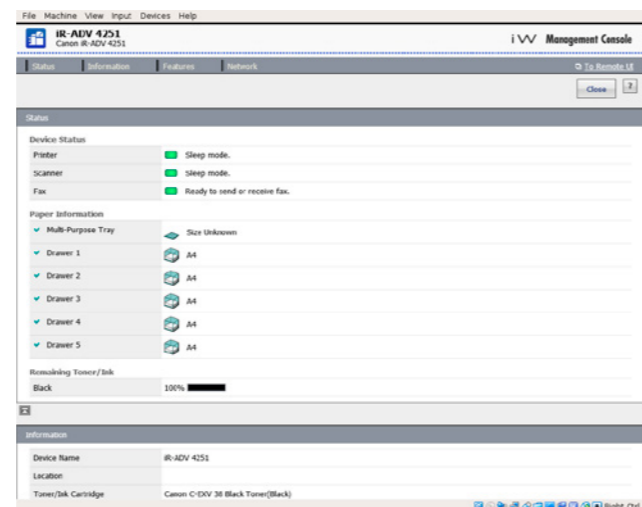 File Machine View Input Devices Help
iR-ADV 4251
Canon iR-ADV 4251
iW Management Console
Status Information Features Network To Remote UI
Close ?
Status
Device Status
Printer Sleep mode.
Scanner Sleep mode.
Fax Ready to send or receive fax.
Paper Information
Multi-Purpose Tray Size Unknown
Drawer 1 A4
Drawer 2 A4
Drawer 3 A4
Drawer 4 A4
Drawer 5 A4
Remaining Toner/Ink
Black 100%
Information
Device Name iR-ADV 4251
Location
Toner/Ink Cartridge Canon C-EXV 38 Black Toner(Black)
Right Ctrl